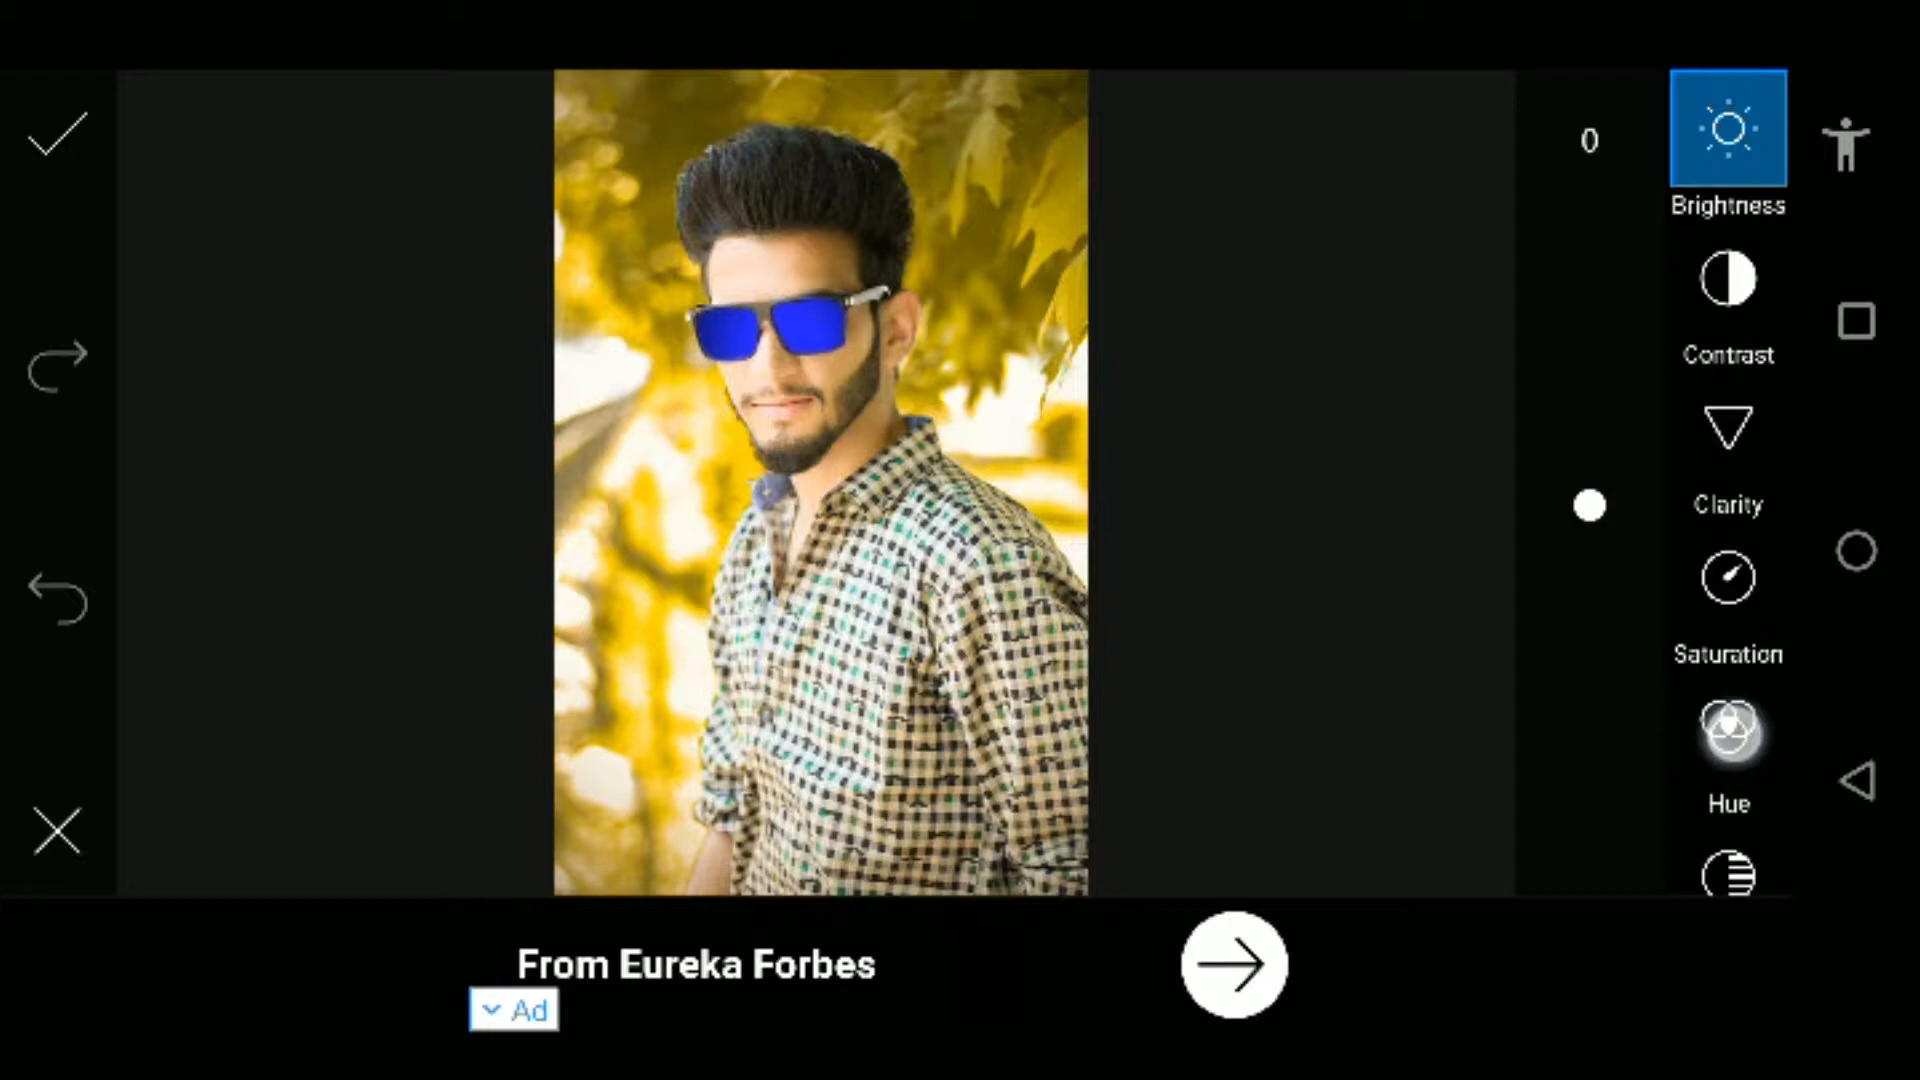 0
Brightness
Contrast
Clarity
Saturation
Hue
From Eureka Forbes
Ad